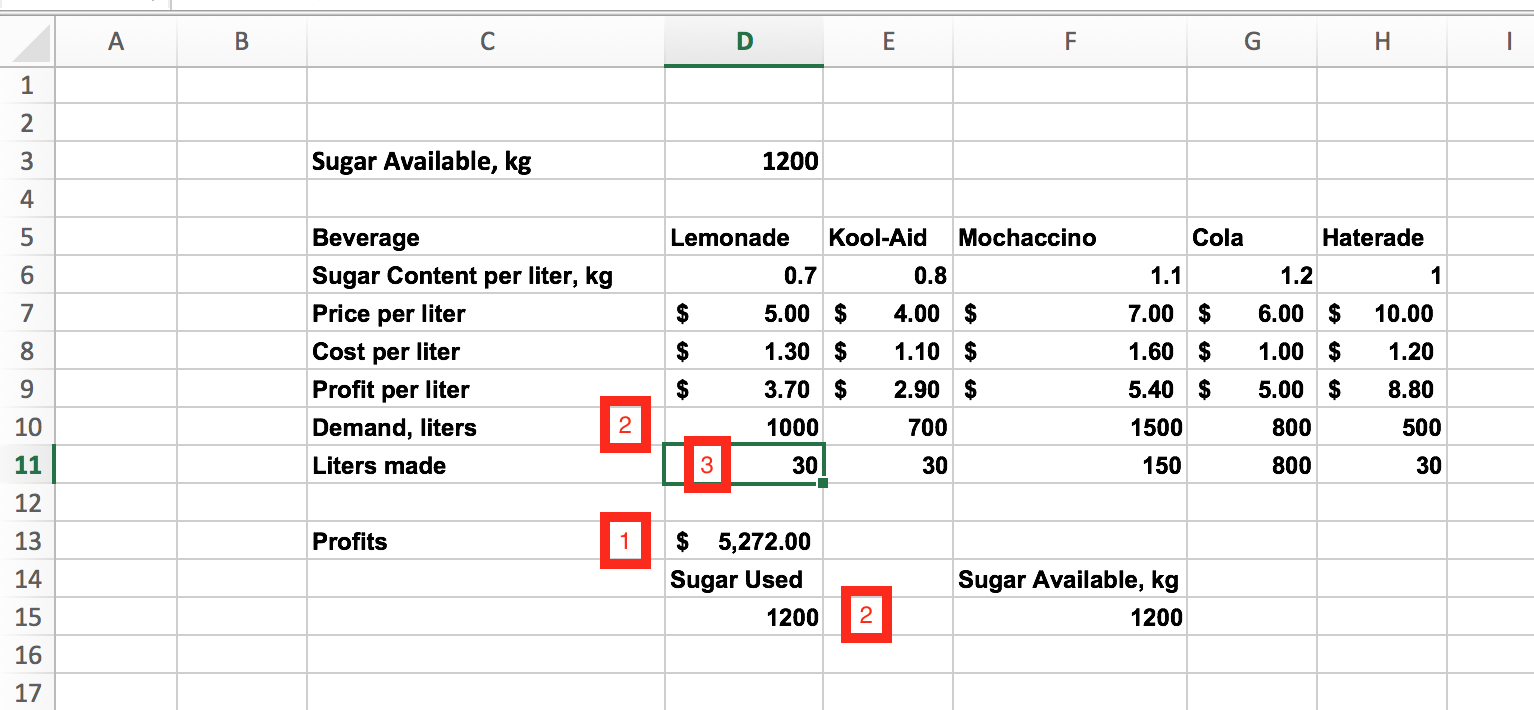 A B C D E F G H I
1
2
3 Sugar Available, kg 1200
4
5 Beverage Lemonade Kool-Aid Mochaccino Cola Haterade
6 Sugar Content per liter, kg 0.7 0.8 1.1 1.2 1
7 Price per liter $ 5.00 $ 4.00 $ 7.00 $ 6.00 $ 10.00
8 Cost per liter $ 1.30 $ 1.10 $ 1.60 $ 1.00 $ 1.20
9 Profit per liter $ 3.70 $ 2.90 $ 5.40 $ 5.00 $ 8.80
10 Demand, liters 2 1000 700 1500 800 500
11 Liters made 3 30 30 150 800 30
12
13 Profits 1 $ 5,272.00
14 Sugar Used Sugar Available, kg
15 1200 2 1200
16
17